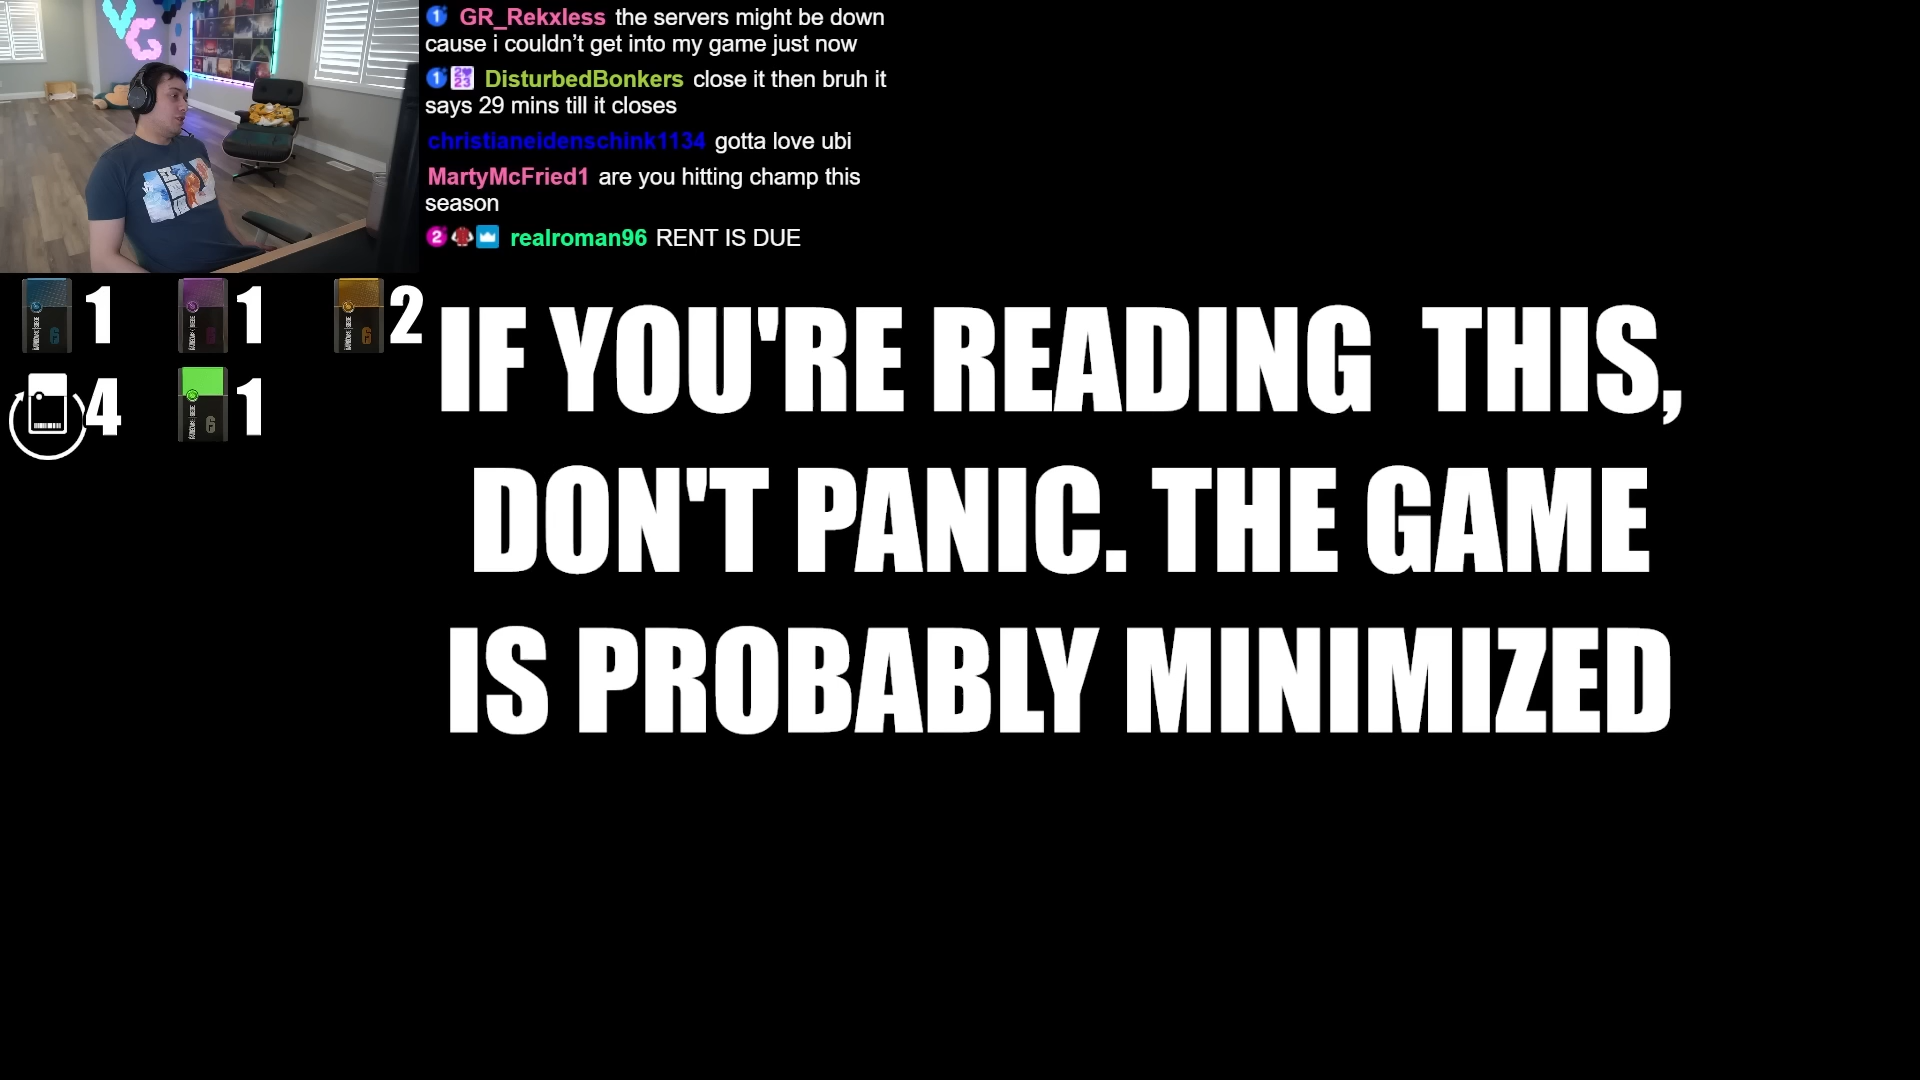 GR_Rekxless the servers might be down
cause i couldn’t get into my game just now
DisturbedBonkers close it then bruh it
says 29 mins till it closes
christianeidenschink1134 gotta love ubi
MartyMcFried1 are you hitting champ this
season
realroman96 RENT IS DUE
1 1 2
4 1
IF YOU'RE READING THIS,
DON'T PANIC. THE GAME
IS PROBABLY MINIMIZED